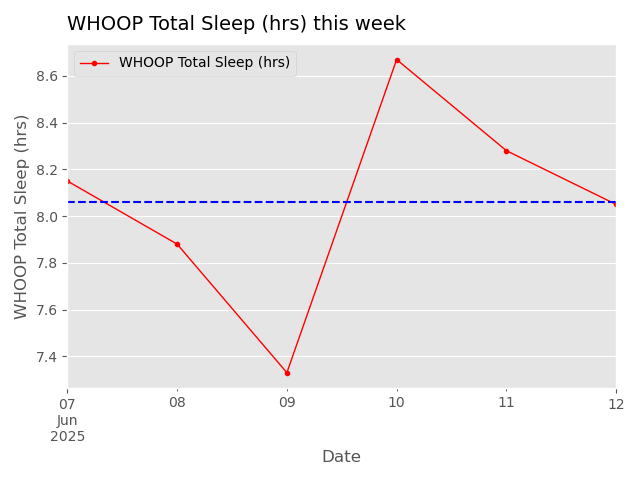 WHOOP Total Sleep (hrs) this week
WHOOP Total Sleep (hrs)
8.6
8.4
8.2
8.0
7.8
7.6
7.4
WHOOP Total Sleep (hrs)
07 08 09 10 11 12
Jun
2025
Date